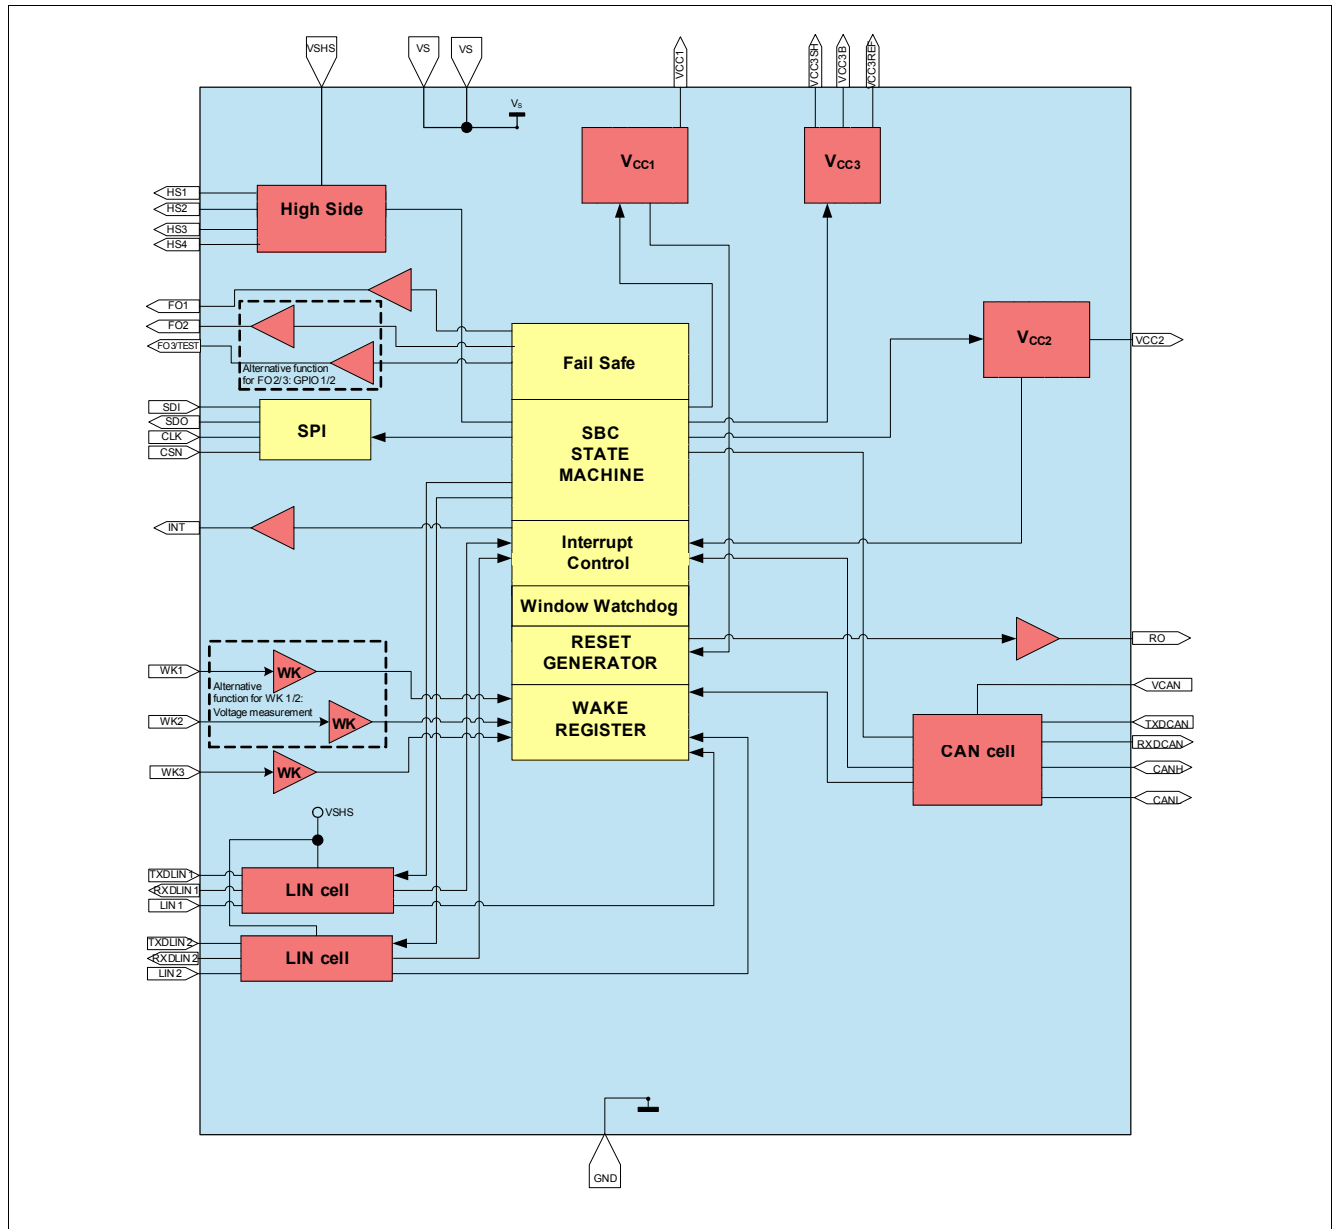 VSHS
VS
VS
VCC1
VCC3SH
VCC3B
VCC3REF
VS
VCC1
VCC3
HS1
HS2
HS3
HS4
High Side
FO1
FO2
FO3/TEST
Alternative function
for FO2/3: GPIO1/2
Fail Safe
VCC2
VCC2
SDI
SDO
CLK
CSN
SPI
SBC
STATE
MACHINE
INT
Interrupt
Control
Window Watchdog
RESET
GENERATOR
RO
WK1
WK
Alternative
function for WK1/2:
Voltage measurement
WK2
WK
WAKE
REGISTER
WK3
WK
VCAN
TXDCAN
RXDCAN
CANH
CANL
CAN cell
VSHS
TXDLIN1
RXDLIN1
LIN1
LIN cell
TXDLIN2
RXDLIN2
LIN2
LIN cell
GND